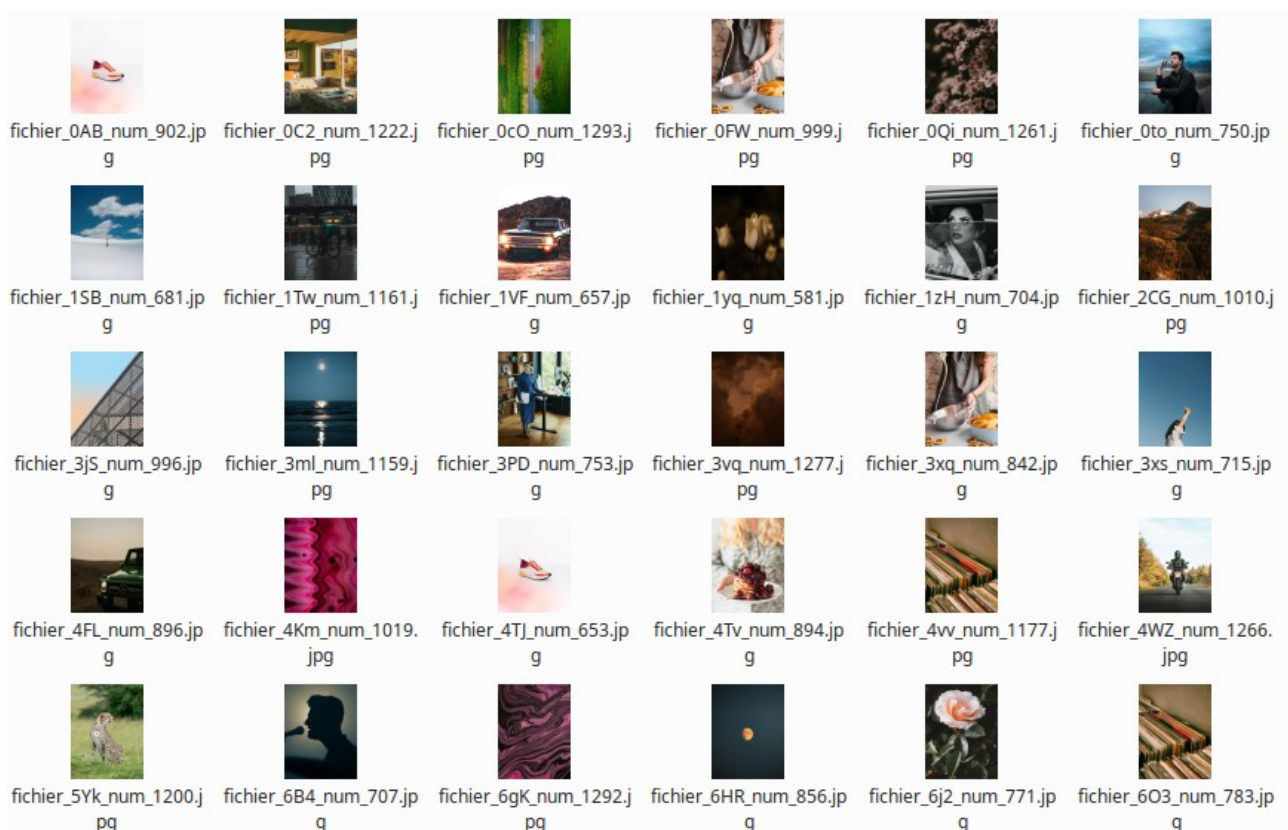 fichier_0AB_num_902.jp
g
fichier_0C2_num_1222.j
pg
fichier_0cO_num_1293.j
pg
fichier_0FW_num_999.j
pg
fichier_0Qi_num_1261.j
pg
fichier_0to_num_750.jp
g
fichier_1SB_num_681.jp
g
fichier_1Tw_num_1161.j
pg
fichier_1VF_num_657.jp
g
fichier_1yq_num_581.jp
g
fichier_1zH_num_704.jp
g
fichier_2CG_num_1010.j
pg
fichier_3jS_num_996.jp
g
fichier_3ml_num_1159.j
pg
fichier_3PD_num_753.jp
g
fichier_3vq_num_1277.j
pg
fichier_3xq_num_842.jp
g
fichier_3xs_num_715.jp
g
fichier_4FL_num_896.jp
g
fichier_4Km_num_1019.
jpg
fichier_4TJ_num_653.jp
g
fichier_4Tv_num_894.jp
g
fichier_4vv_num_1177.j
pg
fichier_4WZ_num_1266.
jpg
fichier_5Yk_num_1200.j
pg
fichier_6B4_num_707.jp
g
fichier_6gK_num_1292.j
pg
fichier_6HR_num_856.jp
g
fichier_6j2_num_771.jp
g
fichier_6O3_num_783.jp
g